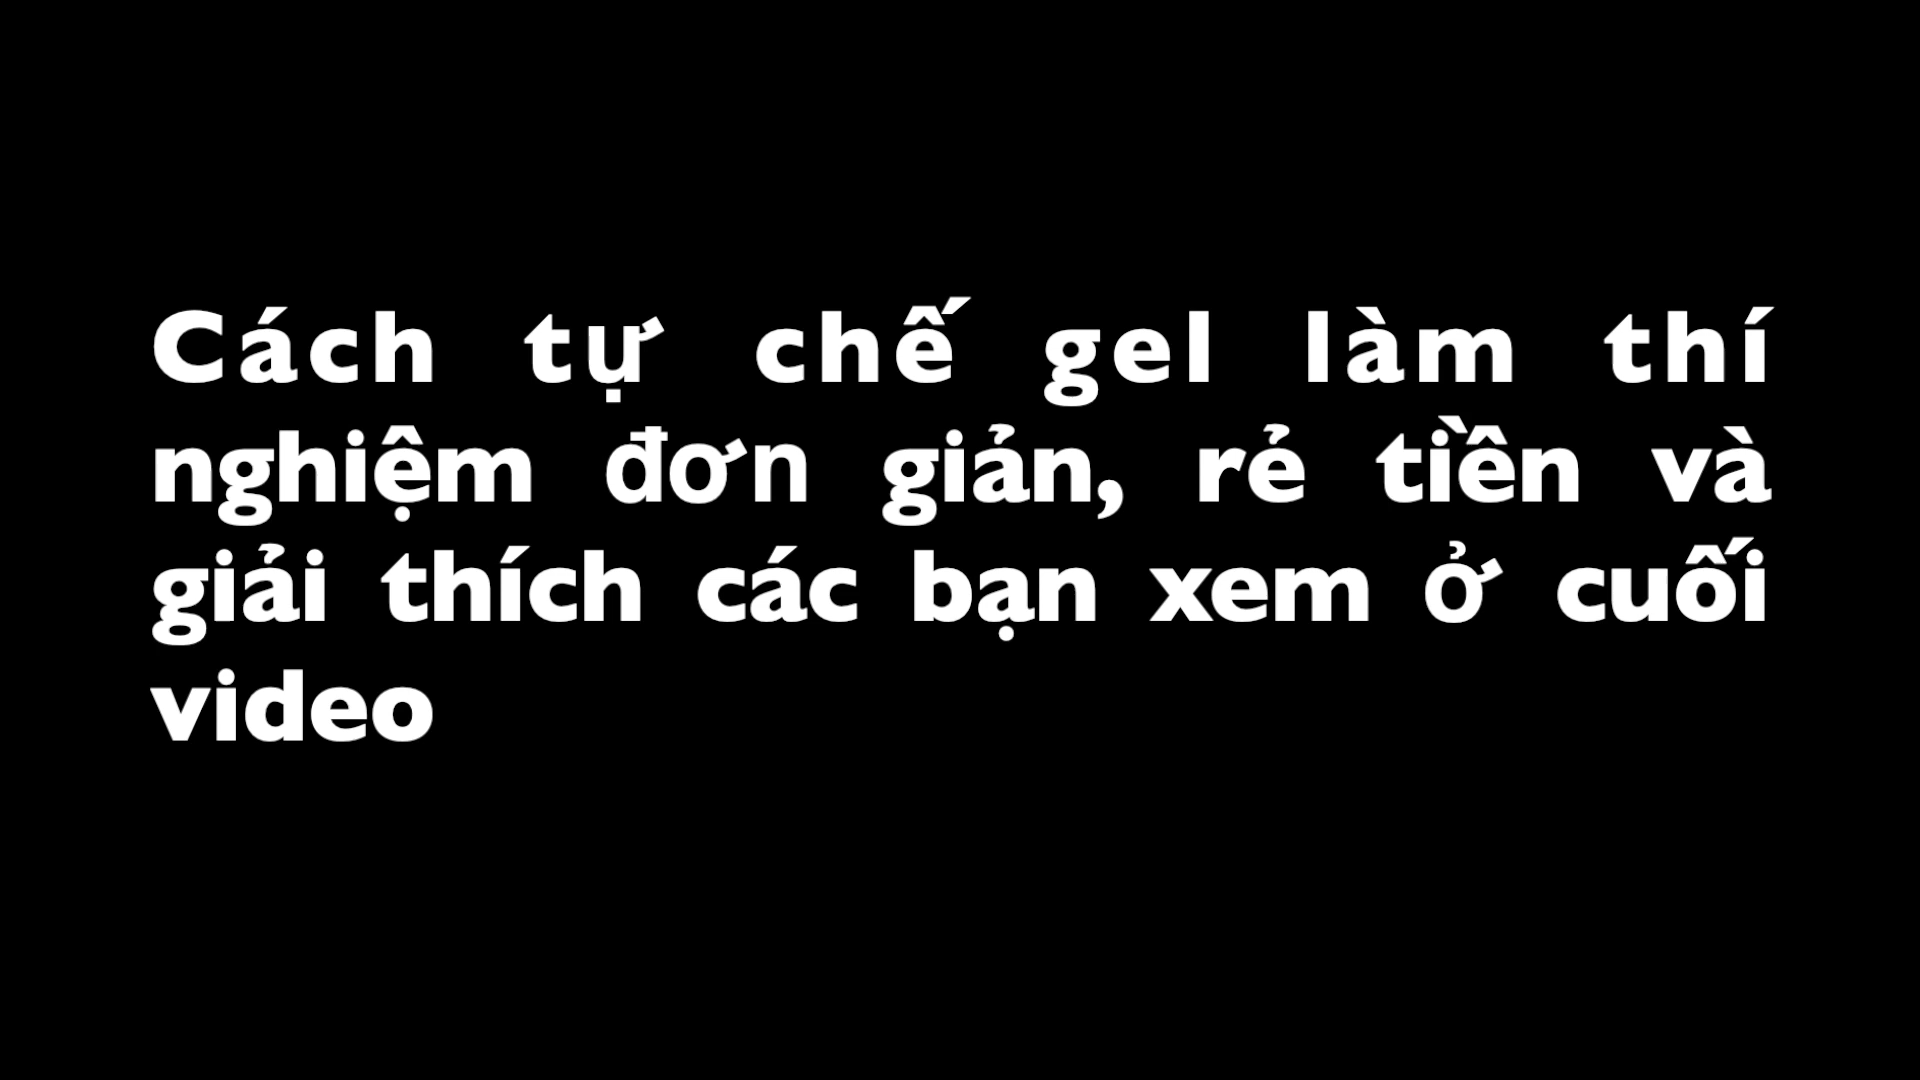 Cách tự chế gel làm thí
nghiệm đơn giản, rẻ tiền và
giải thích các bạn xem ở cuối
video